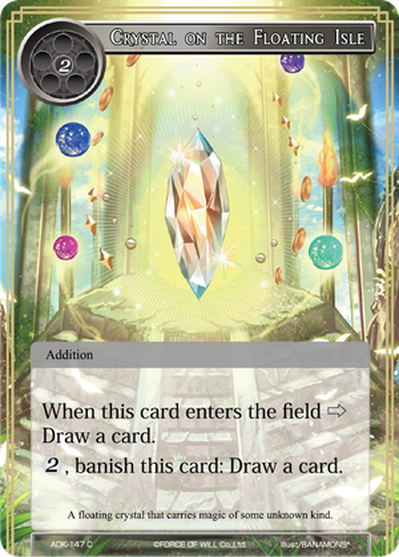 2
Crystal on the Floating Isle
Addition
When this card enters the field ⇨
Draw a card.
2 , banish this card: Draw a card.
A floating crystal that carries magic of some unknown kind.
ADK-147 C ©FORCE OF WILL Co.,Ltd. Illust/BANAMONS*